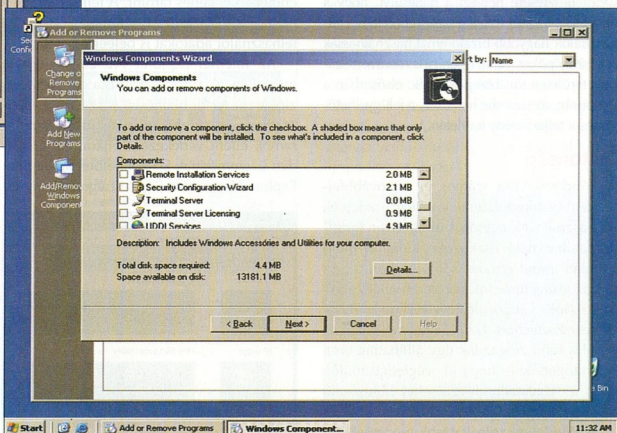 Add or Remove Programs
Change o
Remove
Programs
Add New
Programs
Add/Remov
Windows
Component
Sort by: Name
Windows Components Wizard
Windows Components
You can add or remove components of Windows.
To add or remove a component, click the checkbox. A shaded box means that only
part of the component will be installed. To see what's included in a component, click
Details.
Components:
Remote Installation Services 2.0 MB
Security Configuration Wizard 2.1 MB
Terminal Server 0.0 MB
Terminal Server Licensing 0.9 MB
UDDI Services 4.9 MB
Description: Includes Windows Accessories and Utilities for your computer.
Total disk space required: 4.4 MB
Space available on disk: 13181.1 MB
Details...
< Back Next > Cancel Help
Bin
Start Add or Remove Programs Windows Component... 11:32 AM